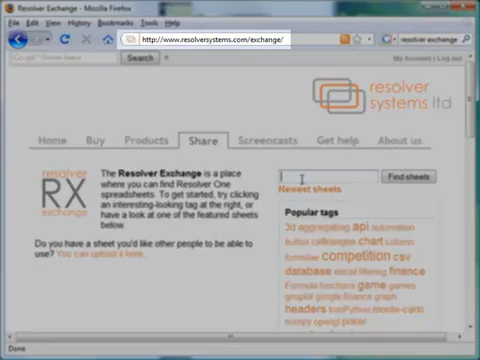 Resolver Exchange - Mozilla Firefox
File Edit View History Bookmarks Tools Help
http://www.resolversystems.com/exchange/
resolver exchange
Search
My Account | Log out
resolver
systems ltd
Home Buy Products Share Screencasts Get help About us
resolver
RX
exchange
The Resolver Exchange is a place
where you can find Resolver One
spreadsheets. To get started, try clicking
an interesting-looking tag at the right, or
have a look at one of the featured sheets
below.
Do you have a sheet you'd like other people to be able to
use? You can upload it here.
Find sheets
Newest sheets
Popular tags
3d aggregating api automation
button cellranges chart column
formulae competition csv
database excel filtering finance
Formula functions game games
gnuplot google finance graph
headers IronPython monte-carlo
numpy opengl poker